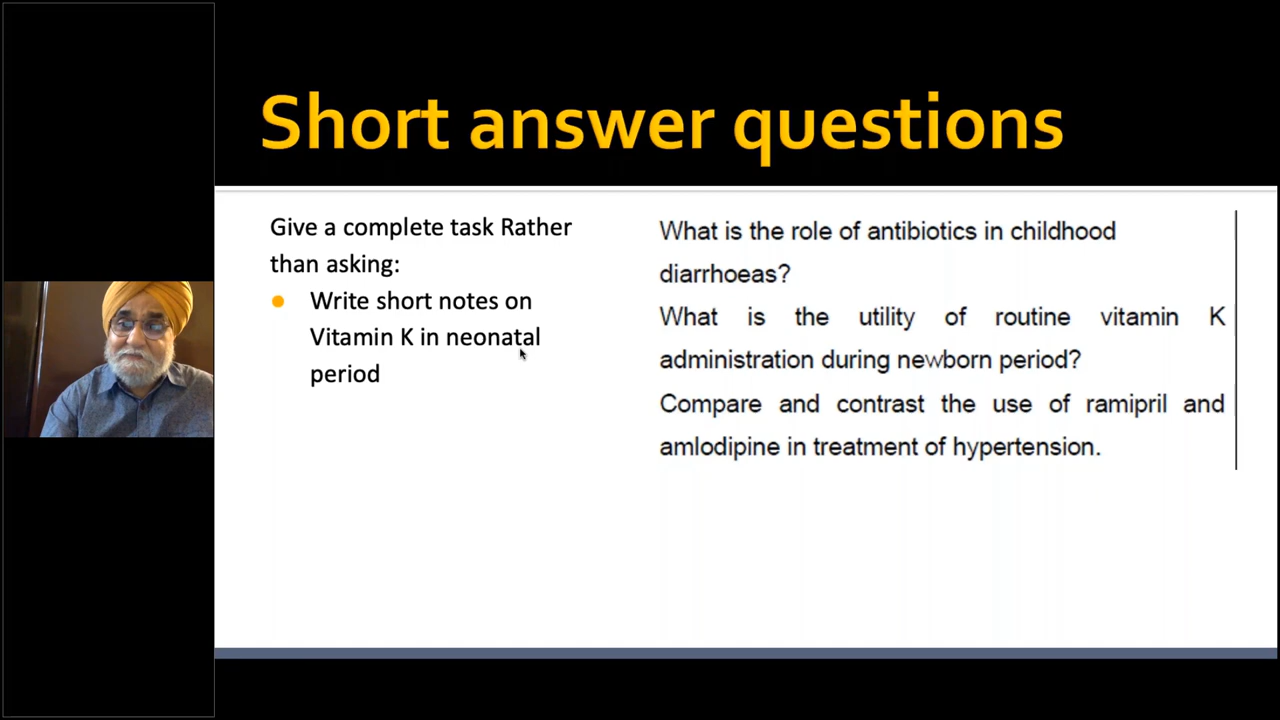 Short answer questions
Give a complete task Rather
than asking:
Write short notes on
Vitamin K in neonatal
period
What is the role of antibiotics in childhood
diarrhoeas?
What is the utility of routine vitamin K
administration during newborn period?
Compare and contrast the use of ramipril and
amlodipine in treatment of hypertension.